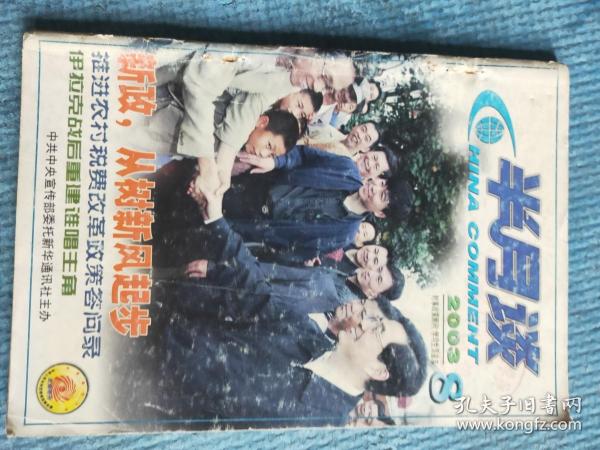 半月谈
CHINA COMMENT
2003
8
新政，从树新风起步
推进农村税费改革政策答问录
伊拉克战后重建谁唱主角
中共中央宣传部委托新华通讯社主办
孔夫子旧书网
www.kongfz.com